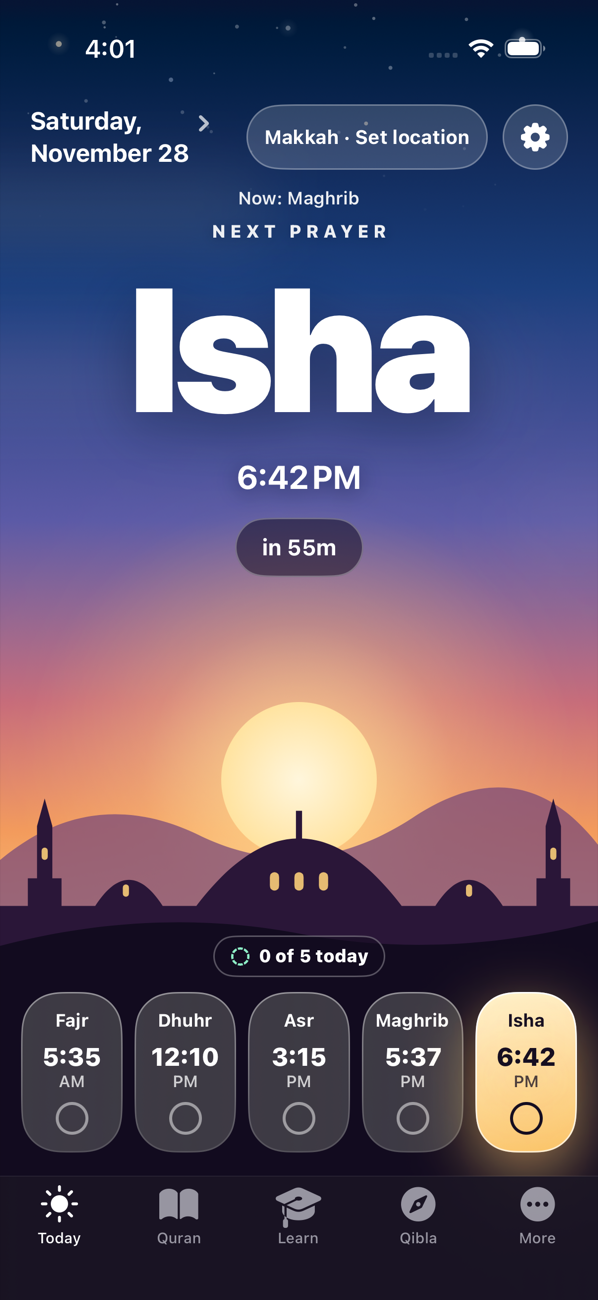 4:01
Saturday,
November 28
Makkah · Set location
Now: Maghrib
NEXT PRAYER
Isha
6:42 PM
in 55m
0 of 5 today
Fajr
5:35
AM
Dhuhr
12:10
PM
Asr
3:15
PM
Maghrib
5:37
PM
Isha
6:42
PM
Today
Quran
Learn
Qibla
More